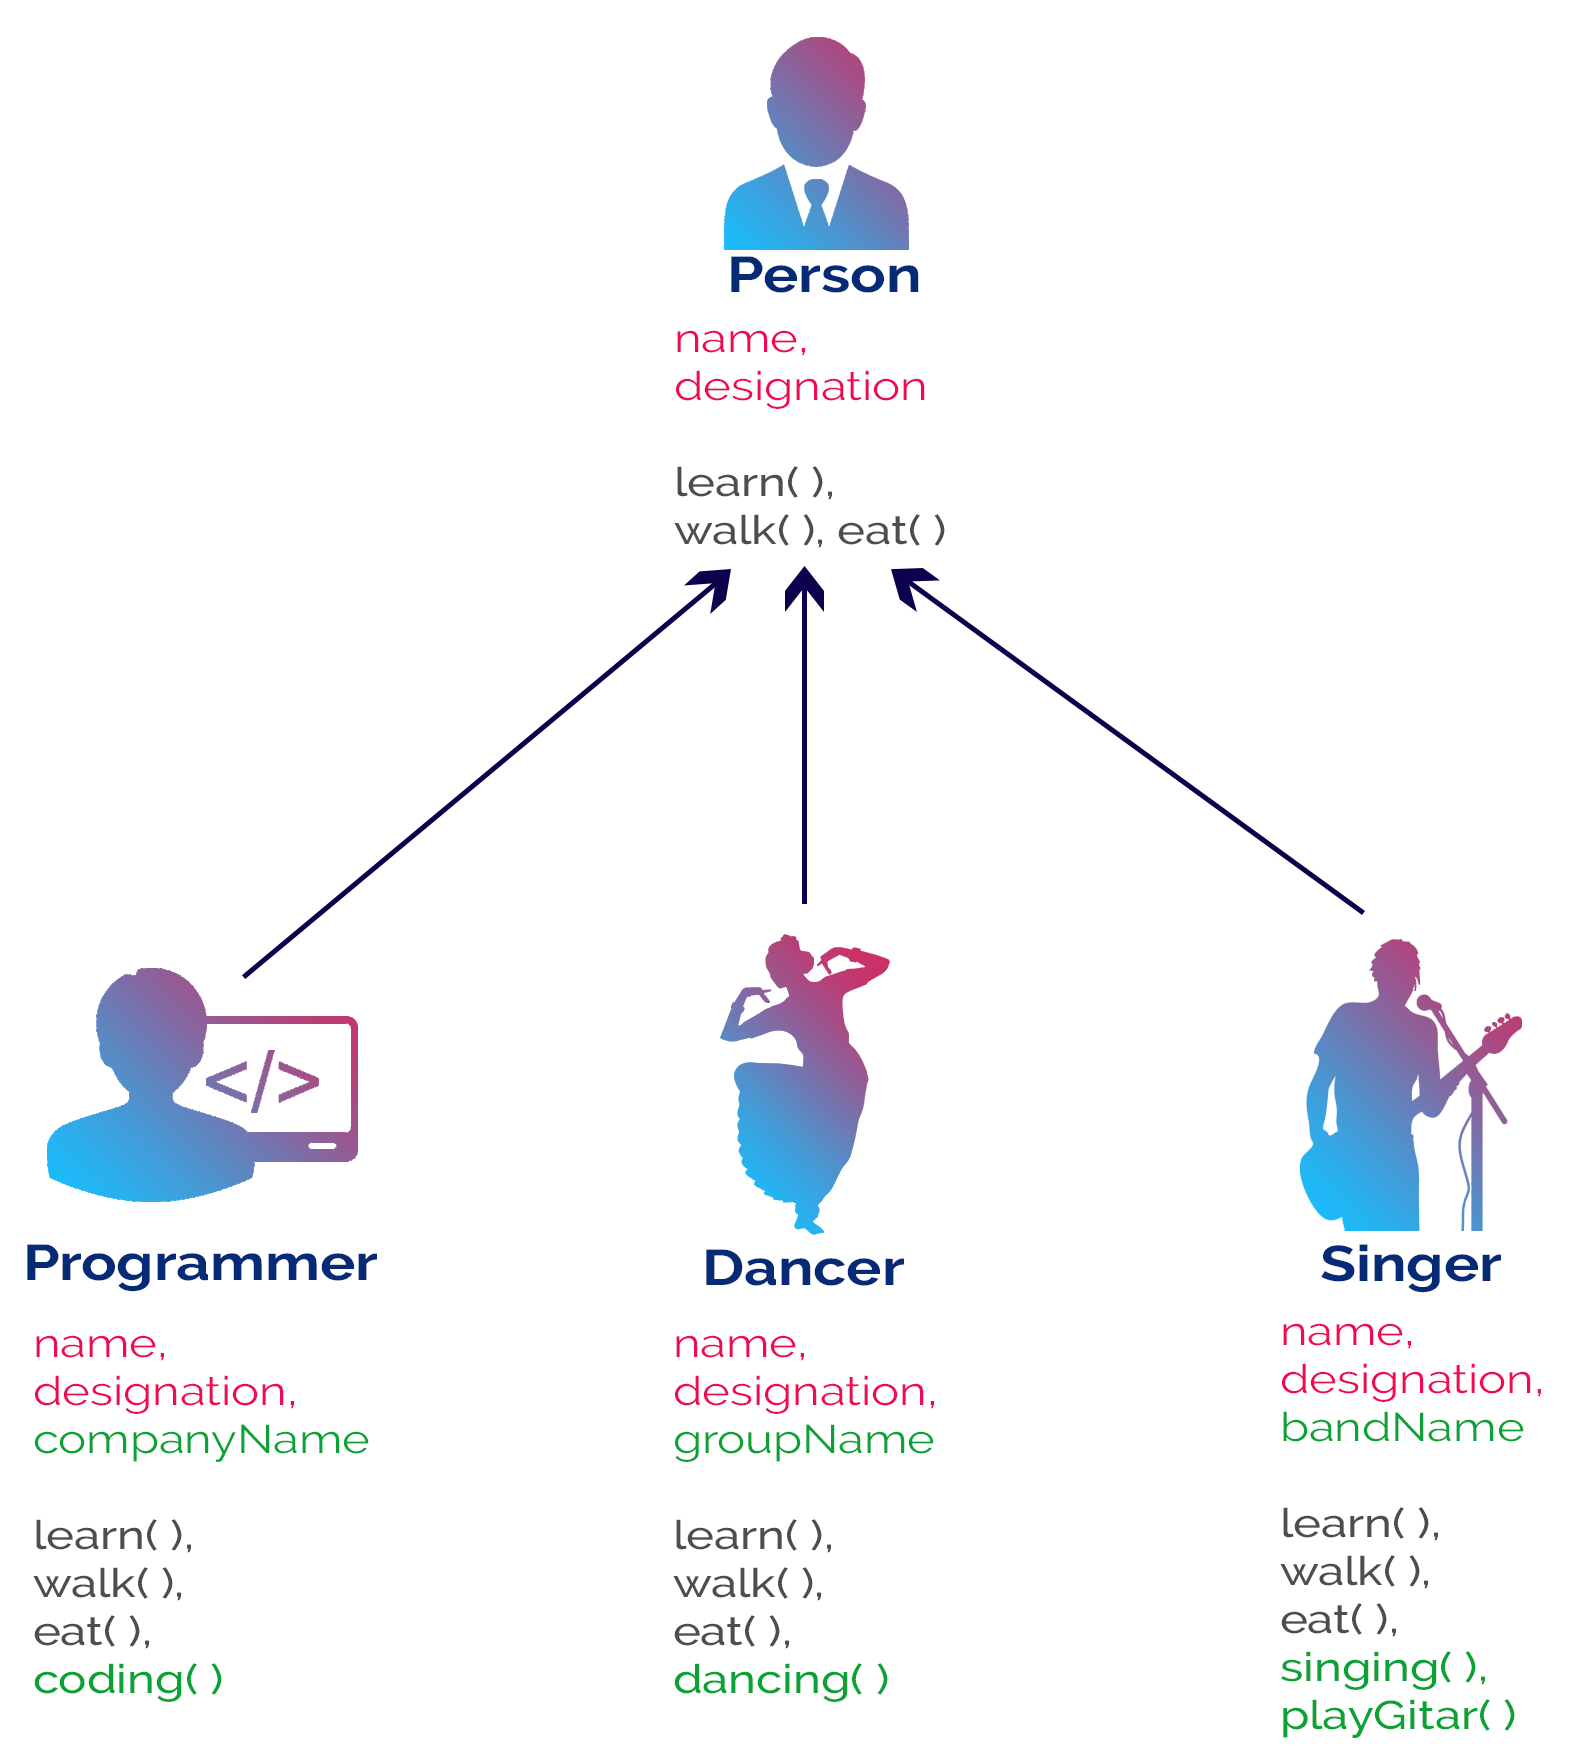 Person
name,
designation
learn( ),
walk( ), eat( )
</>
Programmer
name,
designation,
companyName
learn( ),
walk( ),
eat( ),
coding( )
Dancer
name,
designation,
groupName
learn( ),
walk( ),
eat( ),
dancing( )
Singer
name,
designation,
bandName
learn( ),
walk( ),
eat( ),
singing( ),
playGitar( )